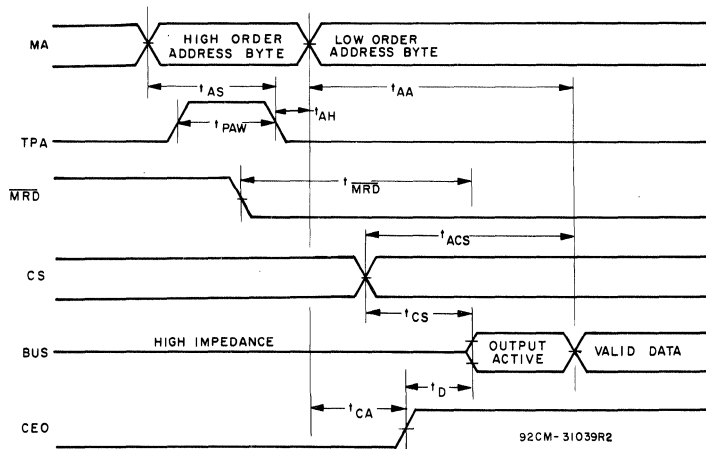 MA
HIGH ORDER
ADDRESS BYTE
LOW ORDER
ADDRESS BYTE
tAS
tAA
tAH
tPAW
TPA
MRD
tMRD
tACS
CS
tCS
BUS
HIGH IMPEDANCE
OUTPUT
ACTIVE
VALID DATA
tD
tCA
CEO
92CM-31039R2